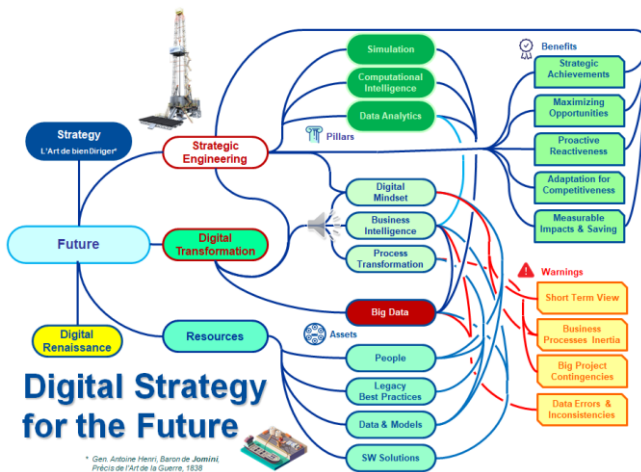 Simulation
Computational
Intelligence
Data Analytics
Pillars
Benefits
Strategic
Achievements
Maximizing
Opportunities
Proactive
Reactiveness
Adaptation for
Competitiveness
Measurable
Impacts & Saving
Strategy
L'Art de bien Diriger*
Strategic
Engineering
Digital
Mindset
Business
Intelligence
Process
Transformation
Future
Digital
Transformation
Big Data
Warnings
Short Term View
Business
Processes Inertia
Big Project
Contingencies
Data Errors &
Inconsistencies
Digital
Renaissance
Resources
Assets
People
Legacy
Best Practices
Data & Models
SW Solutions
Digital Strategy
for the Future
* Gen. Antoine Henri, Baron de Jomini,
Précis de l'Art de la Guerre, 1838